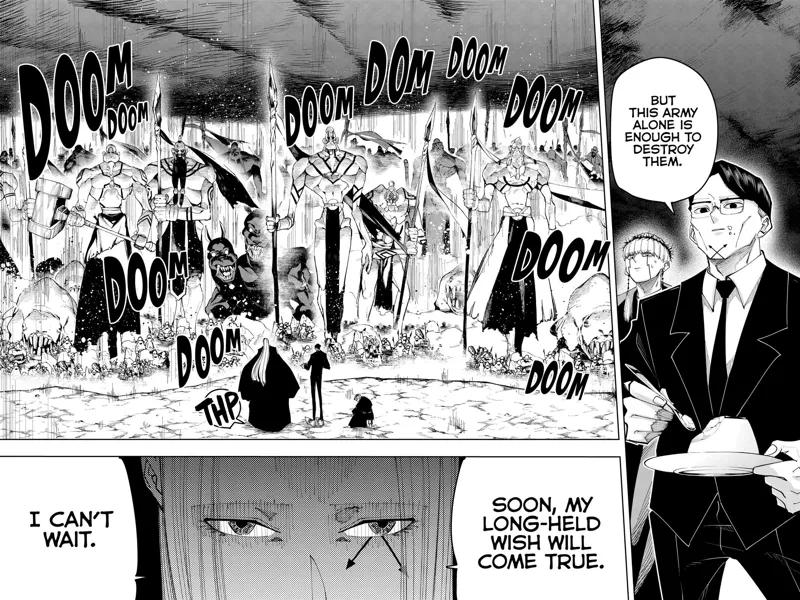 BUT
THIS ARMY
ALONE IS
ENOUGH TO
DESTROY
THEM.
DOOM
DOOM
DOOM
DOM
DOOM
DOOM
DOOM
DOOM
DOOM
DOOM
THP
SOON, MY
LONG-HELD
WISH WILL
COME TRUE.
I CAN'T
WAIT.